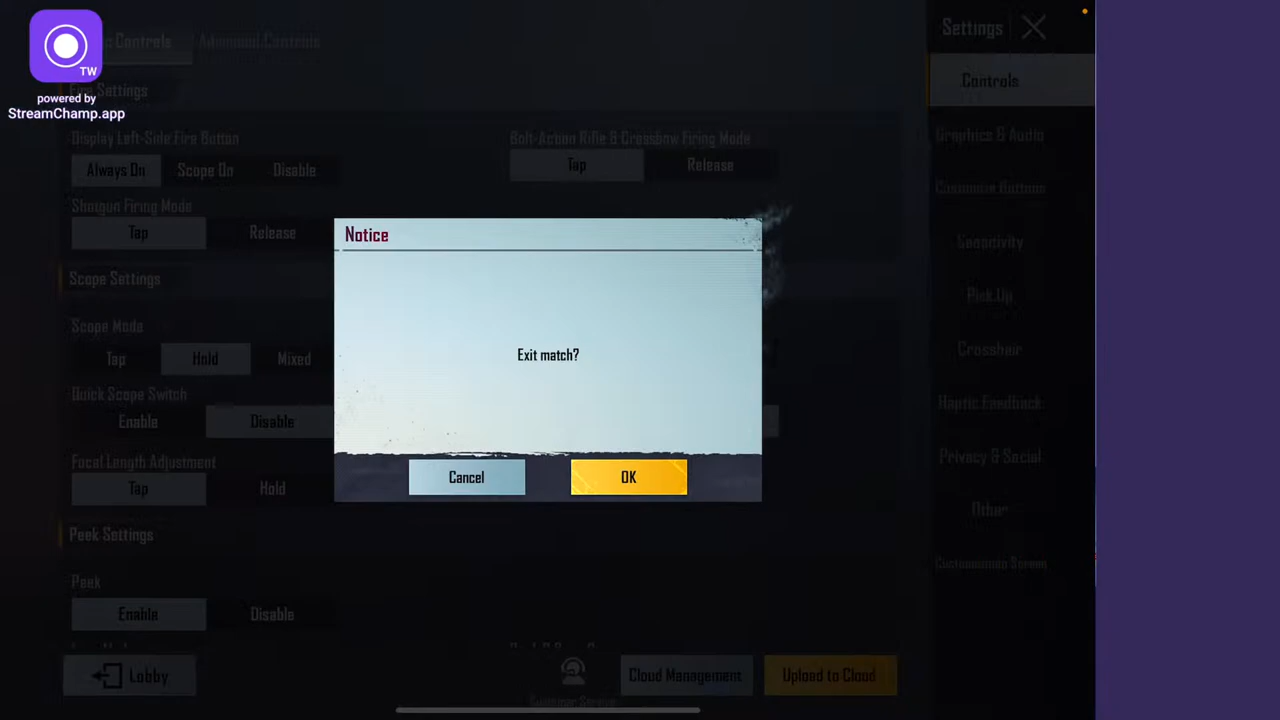 TW
powered by
StreamChamp.app
Controls
Advanced Controls
Settings
Fire Settings
Controls
Display Left-Side Fire Button
Bolt-Action Rifle & Crossbow Firing Mode
Graphics & Audio
Always On Scope On Disable
Tap Release
Customize Buttons
Shotgun Firing Mode
Tap Release
Notice
Sensitivity
Scope Settings
Pick Up
Scope Mode
Crosshair
Tap Hold Mixed
Exit match?
Quick Scope Switch
Haptic Feedback
Enable Disable
Focal Length Adjustment
Privacy & Social
Tap Hold
Cancel OK
Other
Peek Settings
Customization Screen
Peek
Enable Disable
Lobby
Customer Service
Cloud Management
Upload to Cloud